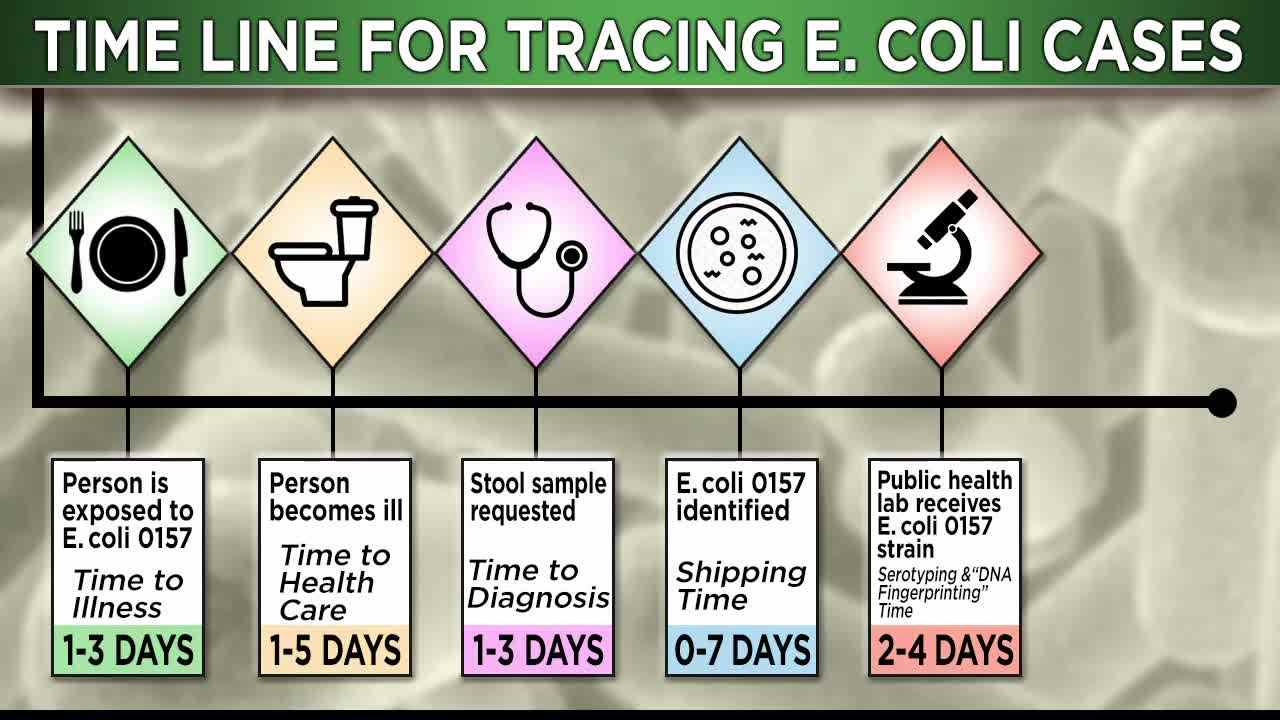 TIME LINE FOR TRACING E. COLI CASES
Person is
exposed to
E. coli 0157
Time to
Illness
1-3 DAYS
Person
becomes ill
Time to
Health
Care
1-5 DAYS
Stool sample
requested
Time to
Diagnosis
1-3 DAYS
E. coli 0157
identified
Shipping
Time
0-7 DAYS
Public health
lab receives
E. coli 0157
strain
Serotyping &“DNA
Fingerprinting”
Time
2-4 DAYS